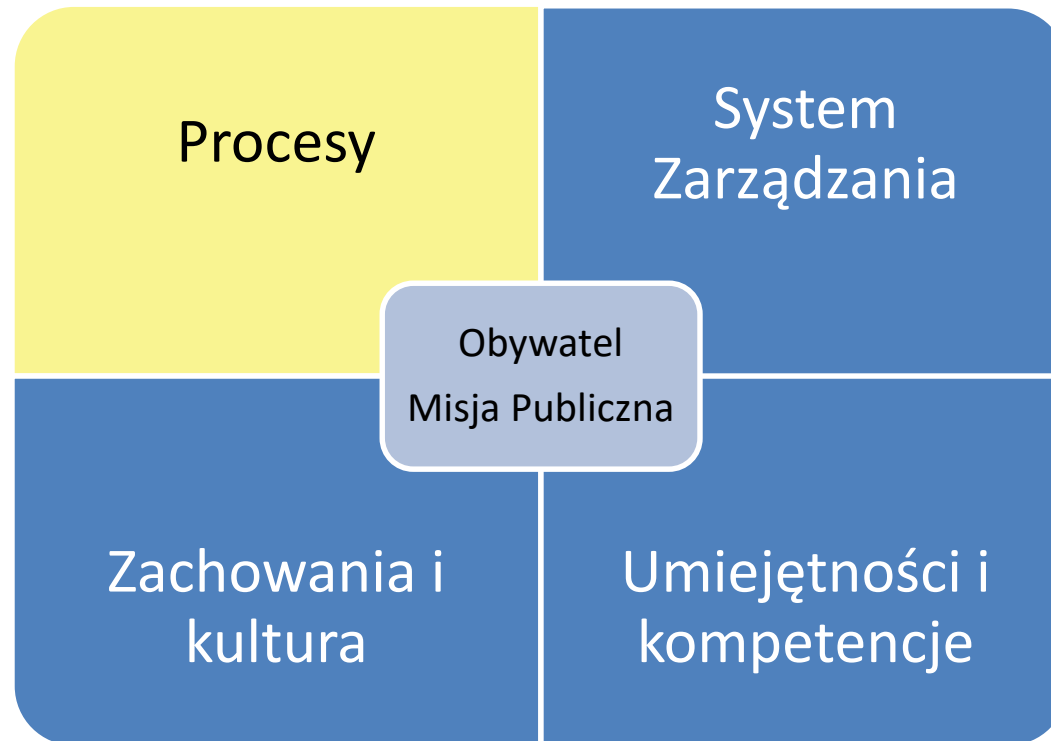 Procesy
System
Zarządzania
Obywatel
Misja Publiczna
Zachowania i
kultura
Umiejętności i
kompetencje